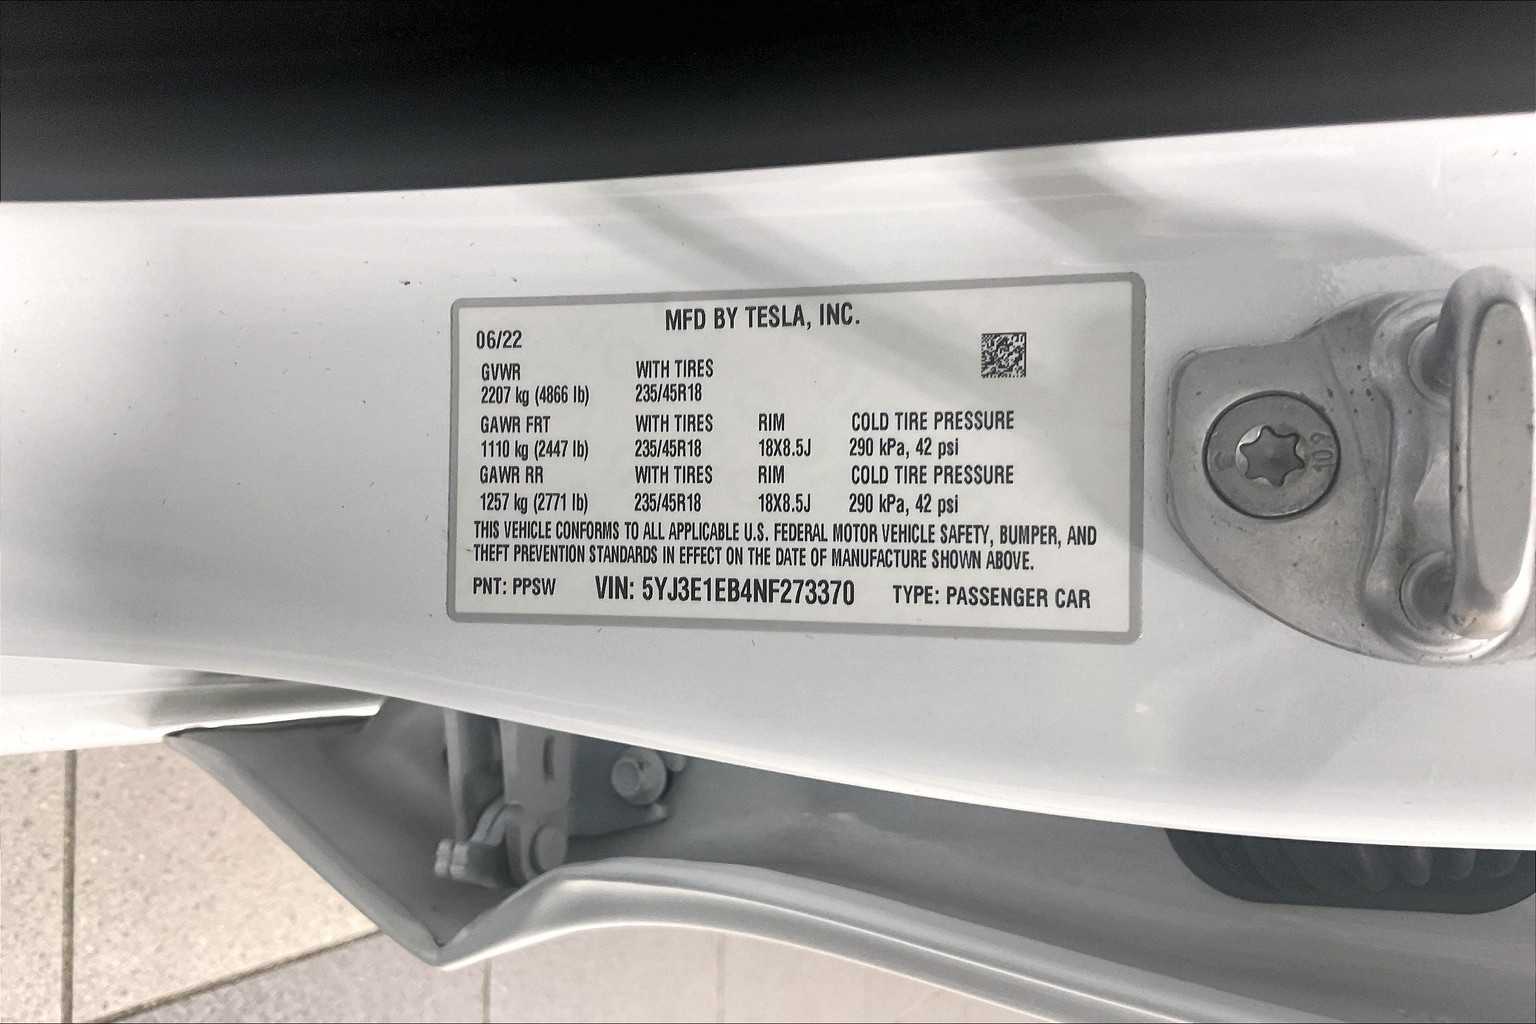 MFD BY TESLA, INC.
06/22
GVWR WITH TIRES
2207 kg (4866 lb) 235/45R18
GAWR FRT WITH TIRES RIM COLD TIRE PRESSURE
1110 kg (2447 lb) 235/45R18 18X8.5J 290 kPa, 42 psi
GAWR RR WITH TIRES RIM COLD TIRE PRESSURE
1257 kg (2771 lb) 235/45R18 18X8.5J 290 kPa, 42 psi
THIS VEHICLE CONFORMS TO ALL APPLICABLE U.S. FEDERAL MOTOR VEHICLE SAFETY, BUMPER, AND
THEFT PREVENTION STANDARDS IN EFFECT ON THE DATE OF MANUFACTURE SHOWN ABOVE.
PNT: PPSW VIN: 5YJ3E1EB4NF273370 TYPE: PASSENGER CAR